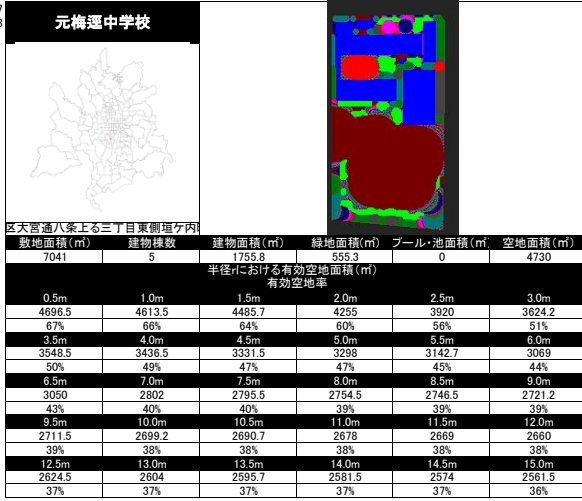 元梅逕中学校
区大宮通八条上る三丁目東側垣ケ内
敷地面積(㎡) 建物棟数 建物面積(㎡) 緑地面積(㎡) プール・池面積(㎡) 空地面積(㎡)
7041 5 1755.8 555.3 0 4730
半径rにおける有効空地面積(㎡)
有効空地率
0.5m 1.0m 1.5m 2.0m 2.5m 3.0m
4696.5 4613.5 4485.7 4255 3920 3624.2
67% 66% 64% 60% 56% 51%
3.5m 4.0m 4.5m 5.0m 5.5m 6.0m
3548.5 3436.5 3331.5 3298 3142.7 3069
50% 49% 47% 47% 45% 44%
6.5m 7.0m 7.5m 8.0m 8.5m 9.0m
3050 2802 2795.5 2754.5 2746.5 2721.2
43% 40% 40% 39% 39% 39%
9.5m 10.0m 10.5m 11.0m 11.5m 12.0m
2711.5 2699.2 2690.7 2678 2669 2660
39% 38% 38% 38% 38% 38%
12.5m 13.0m 13.5m 14.0m 14.5m 15.0m
2624.5 2604 2595.7 2581.5 2574 2561.5
37% 37% 37% 37% 37% 36%